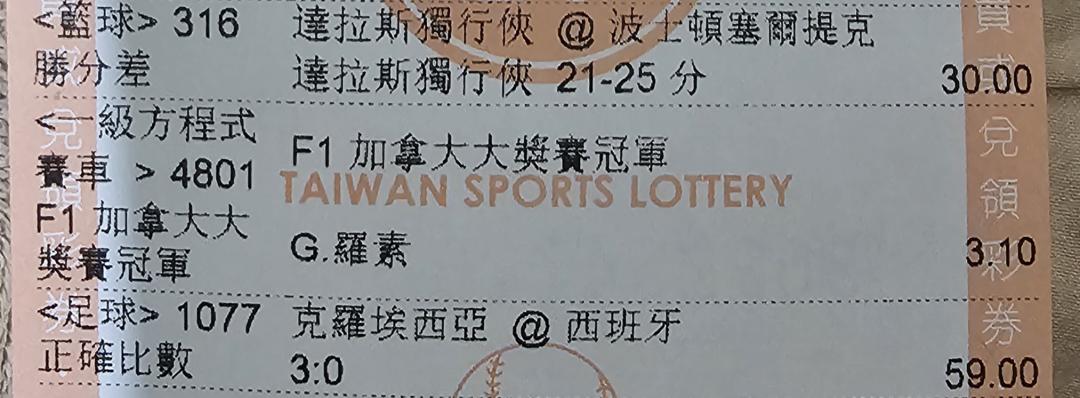 <籃球> 316 達拉斯獨行俠 @ 波士頓塞爾提克
勝分差 達拉斯獨行俠 21-25 分 30.00
<一級方程式
賽車 > 4801 F1 加拿大大獎賽冠軍
TAIWAN SPORTS LOTTERY
F1 加拿大大
獎賽冠軍 G.羅素 3.10
<足球> 1077 克羅埃西亞 @ 西班牙
正確比數 3:0 59.00
兌
領
彩
券